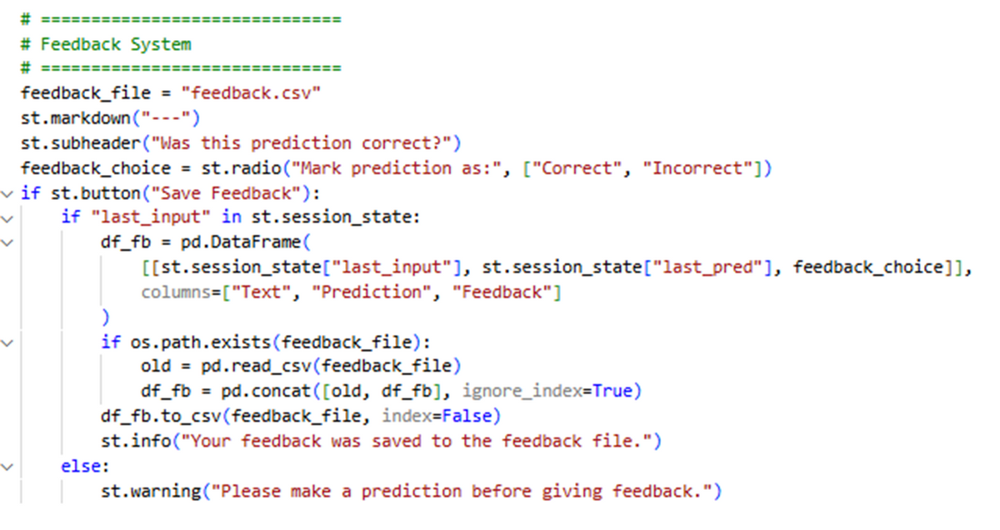 # ==============================
# Feedback System
# ==============================
feedback_file = "feedback.csv"
st.markdown("---")
st.subheader("Was this prediction correct?")
feedback_choice = st.radio("Mark prediction as:", ["Correct", "Incorrect"])
if st.button("Save Feedback"):
    if "last_input" in st.session_state:
        df_fb = pd.DataFrame(
            [[st.session_state["last_input"], st.session_state["last_pred"], feedback_choice]],
            columns=["Text", "Prediction", "Feedback"]
        )
        if os.path.exists(feedback_file):
            old = pd.read_csv(feedback_file)
            df_fb = pd.concat([old, df_fb], ignore_index=True)
        df_fb.to_csv(feedback_file, index=False)
        st.info("Your feedback was saved to the feedback file.")
    else:
        st.warning("Please make a prediction before giving feedback.")